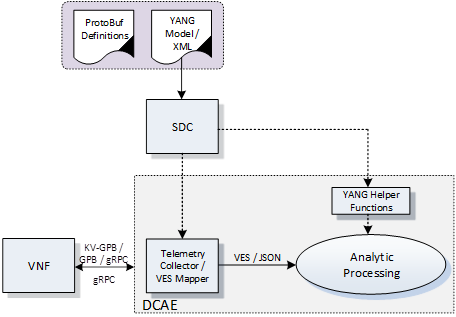 ProtoBuf
Definitions
YANG
Model /
XML
SDC
YANG Helper
Functions
VNF
KV-GPB /
GPB / gRPC
gRPC
Telemetry
Collector /
VES Mapper
VES / JSON
Analytic
Processing
DCAE